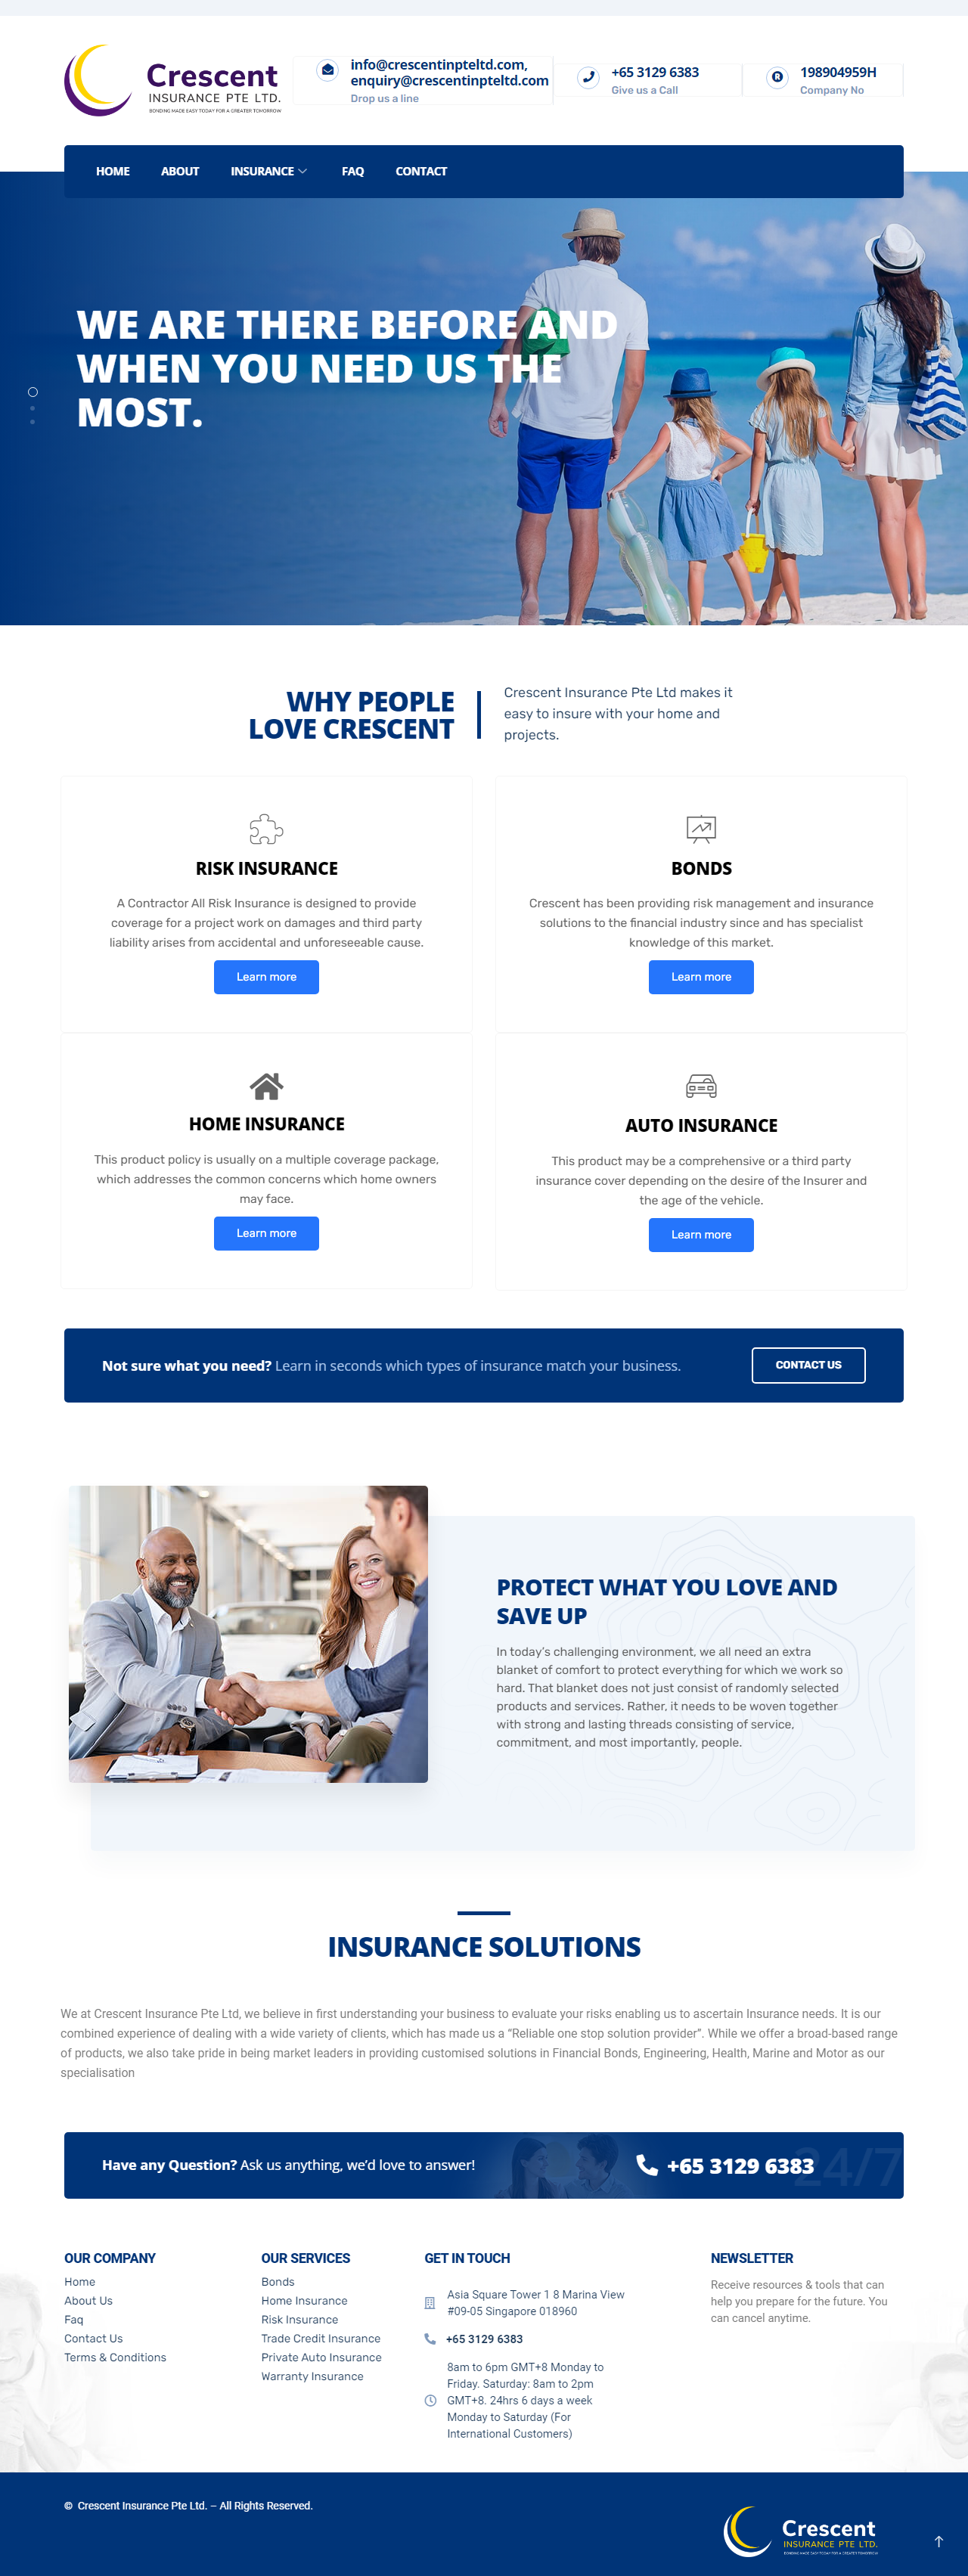 Crescent
INSURANCE PTE LTD.
BONDING MADE EASY TODAY FOR A GREATER TOMORROW
info@crescentinpteltd.com,
enquiry@crescentinpteltd.com
Drop us a line
+65 3129 6383
Give us a Call
198904959H
Company No
HOME ABOUT INSURANCE FAQ CONTACT
WE ARE THERE BEFORE AND
WHEN YOU NEED US THE
MOST.
WHY PEOPLE
LOVE CRESCENT
Crescent Insurance Pte Ltd makes it
easy to insure with your home and
projects.
RISK INSURANCE
A Contractor All Risk Insurance is designed to provide
coverage for a project work on damages and third party
liability arises from accidental and unforeseeable cause.
Learn more
BONDS
Crescent has been providing risk management and insurance
solutions to the financial industry since and has specialist
knowledge of this market.
Learn more
HOME INSURANCE
This product policy is usually on a multiple coverage package,
which addresses the common concerns which home owners
may face.
Learn more
AUTO INSURANCE
This product may be a comprehensive or a third party
insurance cover depending on the desire of the Insurer and
the age of the vehicle.
Learn more
Not sure what you need? Learn in seconds which types of insurance match your business.
CONTACT US
PROTECT WHAT YOU LOVE AND
SAVE UP
In today's challenging environment, we all need an extra
blanket of comfort to protect everything for which we work so
hard. That blanket does not just consist of randomly selected
products and services. Rather, it needs to be woven together
with strong and lasting threads consisting of service,
commitment, and most importantly, people.
INSURANCE SOLUTIONS
We at Crescent Insurance Pte Ltd, we believe in first understanding your business to evaluate your risks enabling us to ascertain Insurance needs. It is our
combined experience of dealing with a wide variety of clients, which has made us a “Reliable one stop solution provider”. While we offer a broad-based range
of products, we also take pride in being market leaders in providing customised solutions in Financial Bonds, Engineering, Health, Marine and Motor as our
specialisation
Have any Question? Ask us anything, we'd love to answer!
+65 3129 6383
24/7
OUR COMPANY
Home
About Us
Faq
Contact Us
Terms & Conditions
OUR SERVICES
Bonds
Home Insurance
Risk Insurance
Trade Credit Insurance
Private Auto Insurance
Warranty Insurance
GET IN TOUCH
Asia Square Tower 1 8 Marina View
#09-05 Singapore 018960
+65 3129 6383
8am to 6pm GMT+8 Monday to
Friday. Saturday: 8am to 2pm
GMT+8. 24hrs 6 days a week
Monday to Saturday (For
International Customers)
NEWSLETTER
Receive resources & tools that can
help you prepare for the future. You
can cancel anytime.
© Crescent Insurance Pte Ltd. – All Rights Reserved.
Crescent
INSURANCE PTE LTD.
BONDING MADE EASY TODAY FOR A GREATER TOMORROW